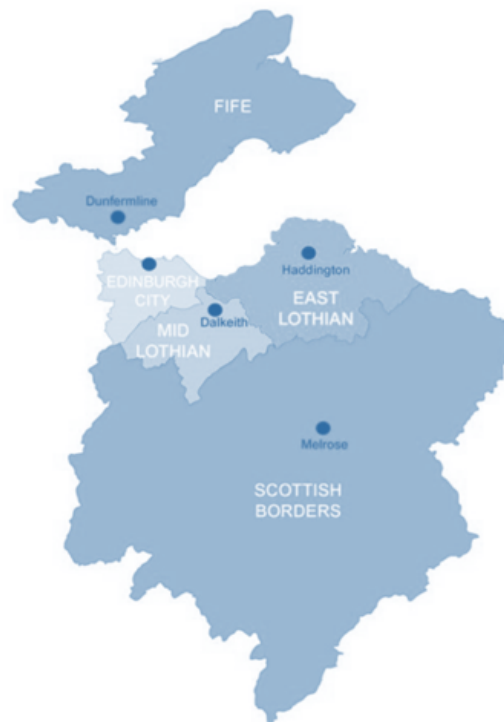 FIFE
Dunfermline
EDINBURGH
CITY
Haddington
EAST
LOTHIAN
Dalkeith
MID
LOTHIAN
Melrose
SCOTTISH
BORDERS